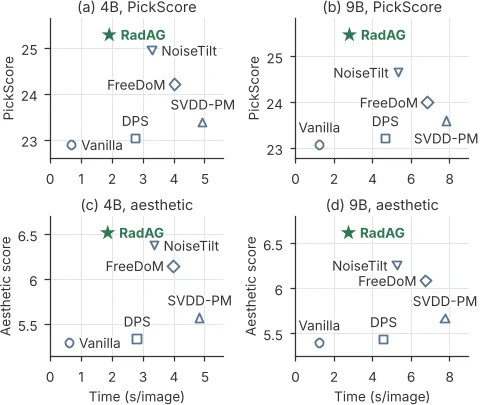 (a) 4B, PickScore
PickScore
25
24
23
RadAG
NoiseTilt
FreeDoM
SVDD-PM
DPS
Vanilla
0 1 2 3 4 5
(b) 9B, PickScore
PickScore
25
24
23
RadAG
NoiseTilt
FreeDoM
Vanilla
DPS
SVDD-PM
0 2 4 6 8
(c) 4B, aesthetic
Aesthetic score
6.5
6
5.5
RadAG
NoiseTilt
FreeDoM
SVDD-PM
DPS
Vanilla
0 1 2 3 4 5
Time (s/image)
(d) 9B, aesthetic
Aesthetic score
6.5
6
5.5
RadAG
NoiseTilt
FreeDoM
SVDD-PM
Vanilla
DPS
0 2 4 6 8
Time (s/image)